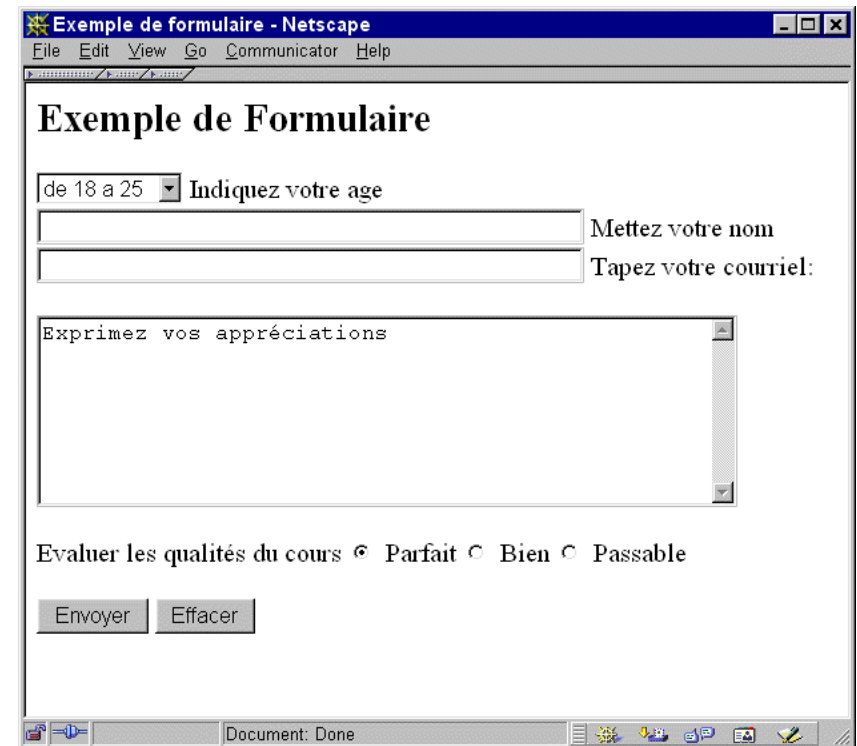 Exemple de formulaire - Netscape
File Edit View Go Communicator Help
Exemple de Formulaire
de 18 a 25 Indiquez votre age
Mettez votre nom
Tapez votre courriel:
Exprimez vos appréciations
Evaluer les qualités du cours Parfait Bien Passable
Envoyer Effacer
Document: Done